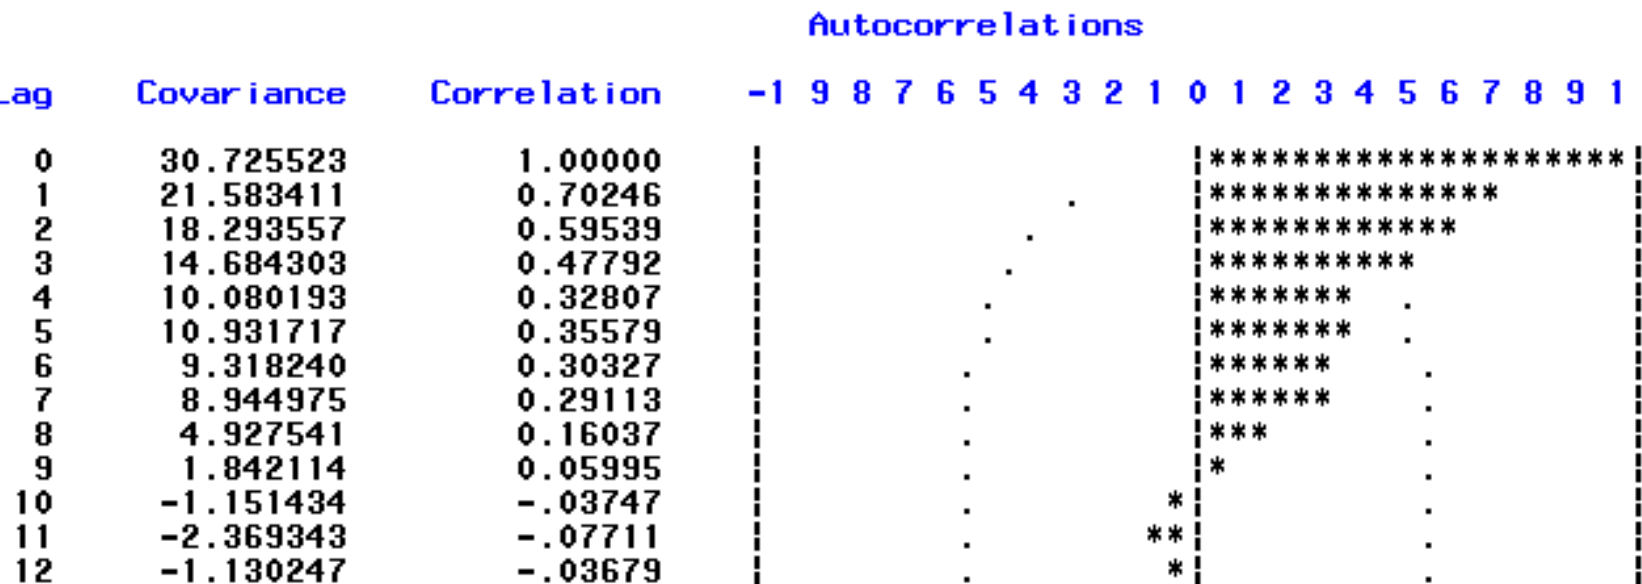 Autocorrelations
Lag Covariance Correlation -1 9 8 7 6 5 4 3 2 1 0 1 2 3 4 5 6 7 8 9 1
0 30.725523 1.00000 | |********************|
1 21.583411 0.70246 | . |************** |
2 18.293557 0.59539 | . |************ |
3 14.684303 0.47792 | . |********** |
4 10.080193 0.32807 | . |******* . |
5 10.931717 0.35579 | . |******* . |
6 9.318240 0.30327 | . |****** . |
7 8.944975 0.29113 | . |****** . |
8 4.927541 0.16037 | . |*** . |
9 1.842114 0.05995 | . |* . |
10 -1.151434 -.03747 | . *| . |
11 -2.369343 -.07711 | . **| . |
12 -1.130247 -.03679 | . *| . |